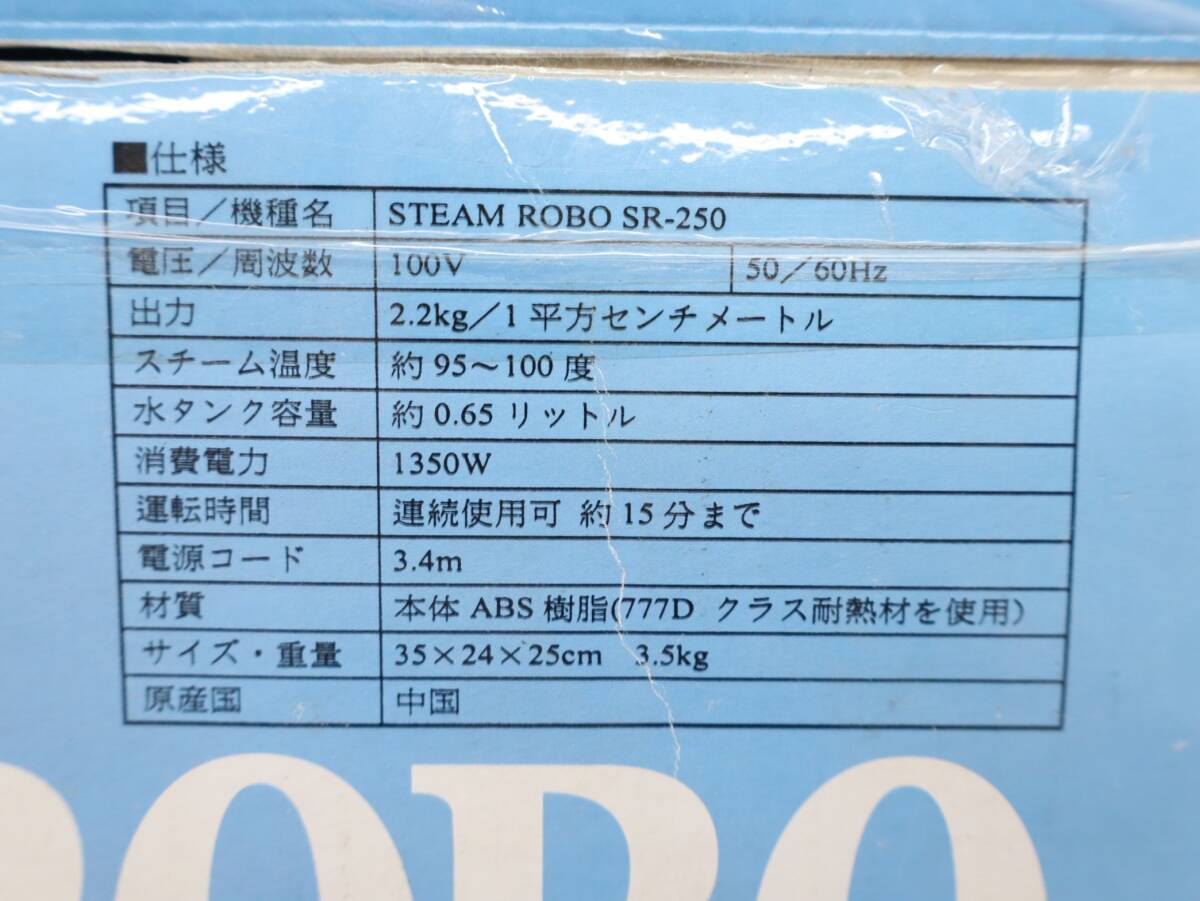 ■仕様
項目／機種名 STEAM ROBO SR-250
電圧／周波数 100V 50／60Hz
出力 2.2kg／1平方センチメートル
スチーム温度 約95～100度
水タンク容量 約0.65リットル
消費電力 1350W
運転時間 連続使用可 約15分まで
電源コード 3.4m
材質 本体ABS樹脂(777D クラス耐熱材を使用)
サイズ・重量 35×24×25cm 3.5kg
原産国 中国
ROBO